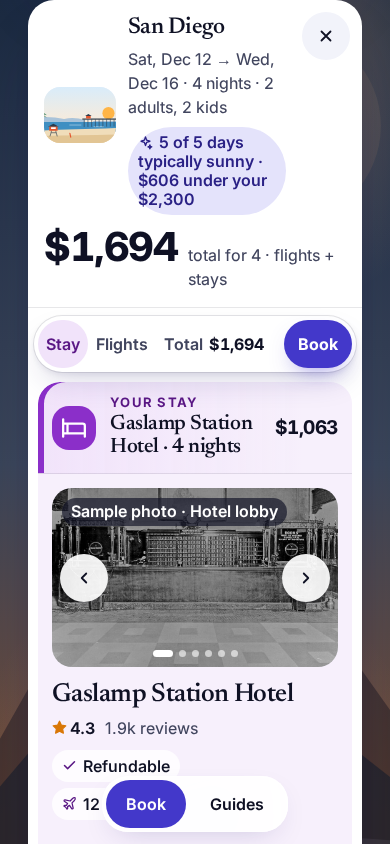 San Diego
Sat, Dec 12 → Wed,
Dec 16 · 4 nights · 2
adults, 2 kids
5 of 5 days
typically sunny ·
$606 under your
$2,300
$1,694 total for 4 · flights +
stays
Stay Flights Total $1,694 Book
YOUR STAY
Gaslamp Station
Hotel · 4 nights
$1,063
Sample photo · Hotel lobby
Gaslamp Station Hotel
4.3 1.9k reviews
Refundable
12
Book Guides